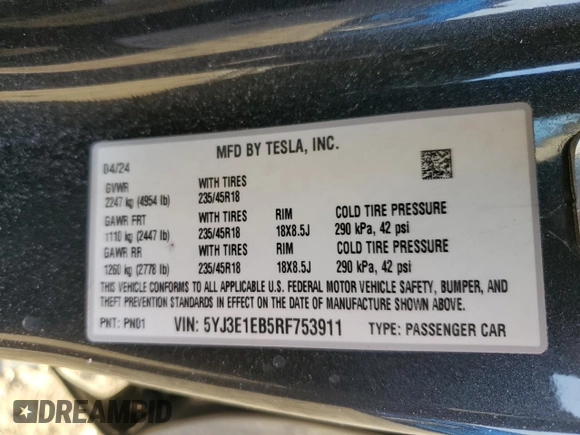 MFD BY TESLA, INC.
04/24
GVWR WITH TIRES
2247 kg (4954 lb) 235/45R18
GAWR FRT WITH TIRES RIM COLD TIRE PRESSURE
1110 kg (2447 lb) 235/45R18 18X8.5J 290 kPa, 42 psi
GAWR RR WITH TIRES RIM COLD TIRE PRESSURE
1260 kg (2778 lb) 235/45R18 18X8.5J 290 kPa, 42 psi
THIS VEHICLE CONFORMS TO ALL APPLICABLE U.S. FEDERAL MOTOR VEHICLE SAFETY, BUMPER, AND
THEFT PREVENTION STANDARDS IN EFFECT ON THE DATE OF MANUFACTURE SHOWN ABOVE.
PNT: PN01 VIN: 5YJ3E1EB5RF753911 TYPE: PASSENGER CAR
DREAMBID